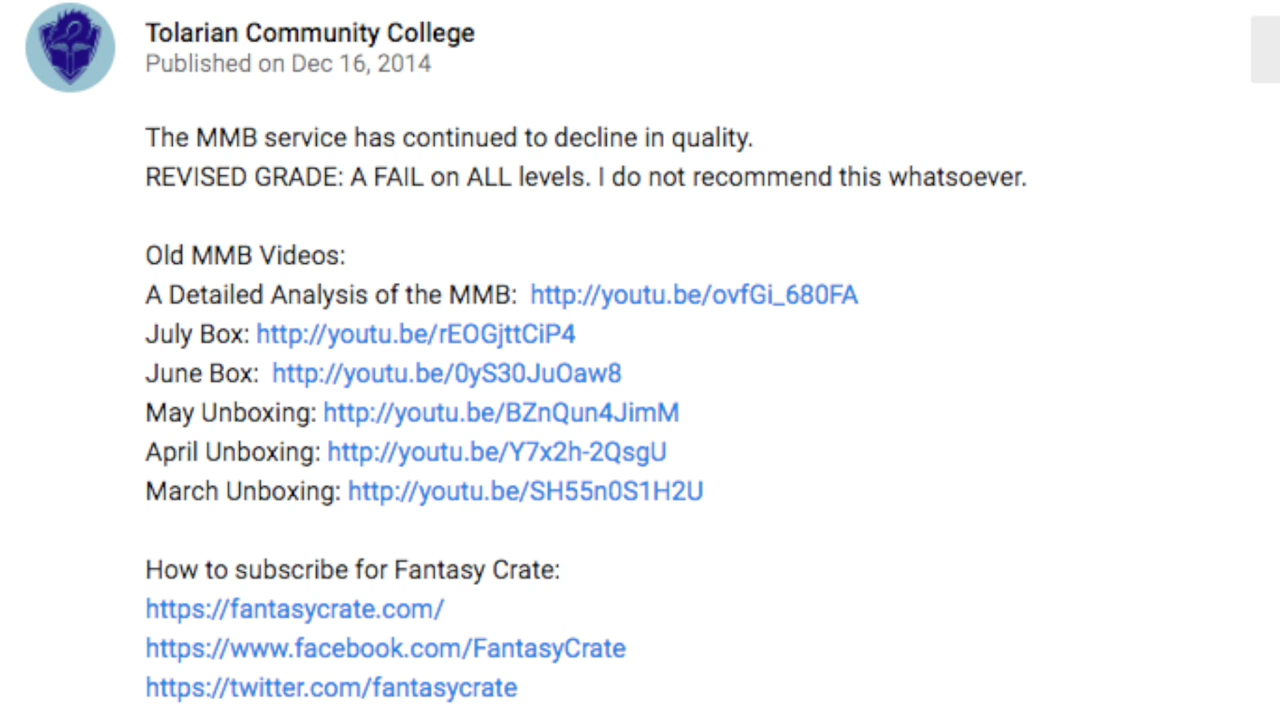 Tolarian Community College
Published on Dec 16, 2014
The MMB service has continued to decline in quality.
REVISED GRADE: A FAIL on ALL levels. I do not recommend this whatsoever.
Old MMB Videos:
A Detailed Analysis of the MMB: http://youtu.be/ovfGi_680FA
July Box: http://youtu.be/rEOGjttCiP4
June Box: http://youtu.be/0yS30JuOaw8
May Unboxing: http://youtu.be/BZnQun4JimM
April Unboxing: http://youtu.be/Y7x2h-2QsgU
March Unboxing: http://youtu.be/SH55n0S1H2U
How to subscribe for Fantasy Crate:
https://fantasycrate.com/
https://www.facebook.com/FantasyCrate
https://twitter.com/fantasycrate